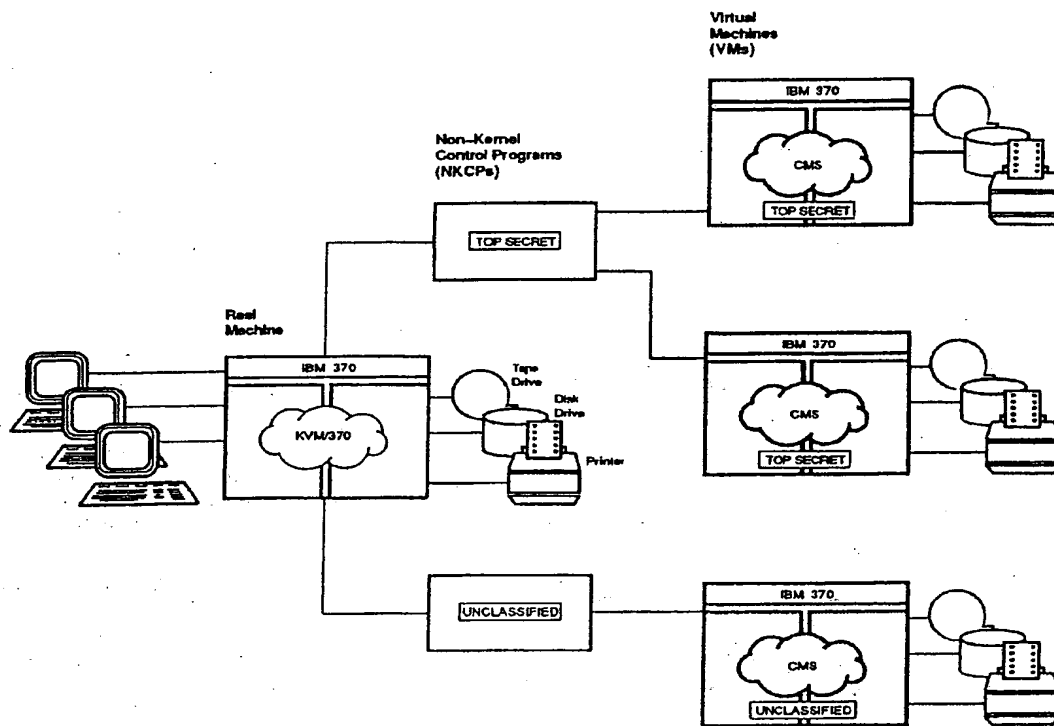 Virtual
Machines
(VMs)
IBM 370
CMS
TOP SECRET
Non-Kernel
Control Programs
(NKCPs)
TOP SECRET
Real
Machine
IBM 370
KVM/370
Tape
Drive
Disk
Drive
Printer
IBM 370
CMS
TOP SECRET
UNCLASSIFIED
IBM 370
CMS
UNCLASSIFIED